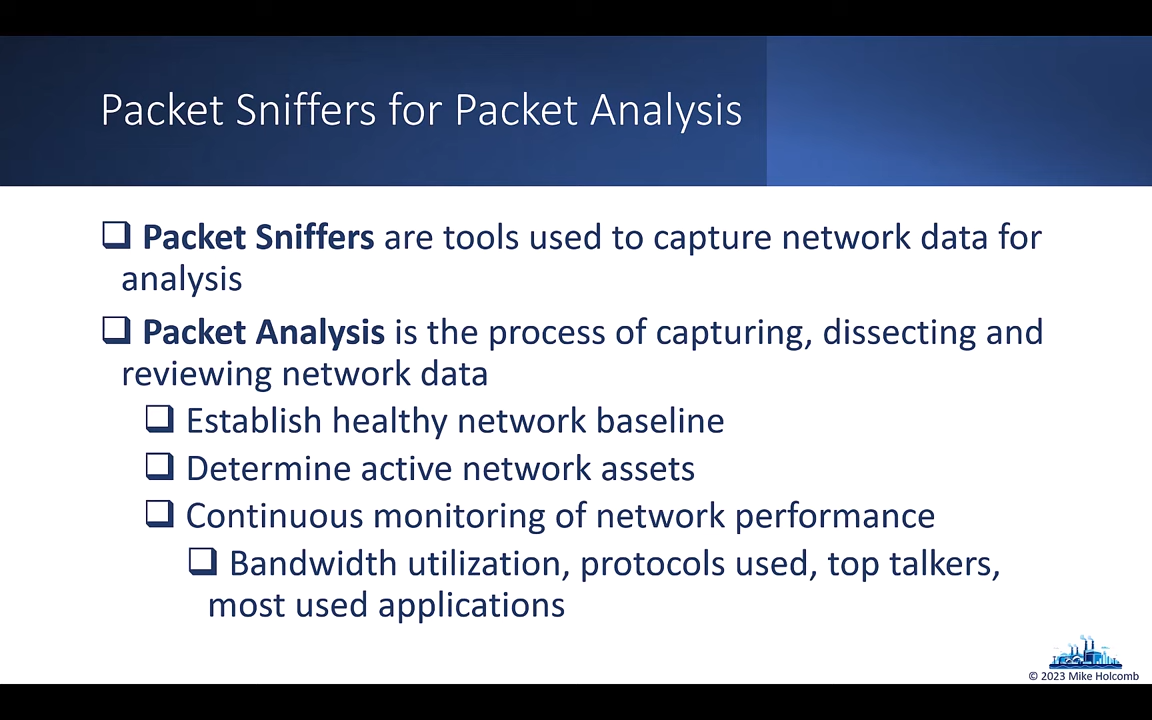 Packet Sniffers for Packet Analysis
❑ Packet Sniffers are tools used to capture network data for
analysis
❑ Packet Analysis is the process of capturing, dissecting and
reviewing network data
❑ Establish healthy network baseline
❑ Determine active network assets
❑ Continuous monitoring of network performance
❑ Bandwidth utilization, protocols used, top talkers,
most used applications
© 2023 Mike Holcomb